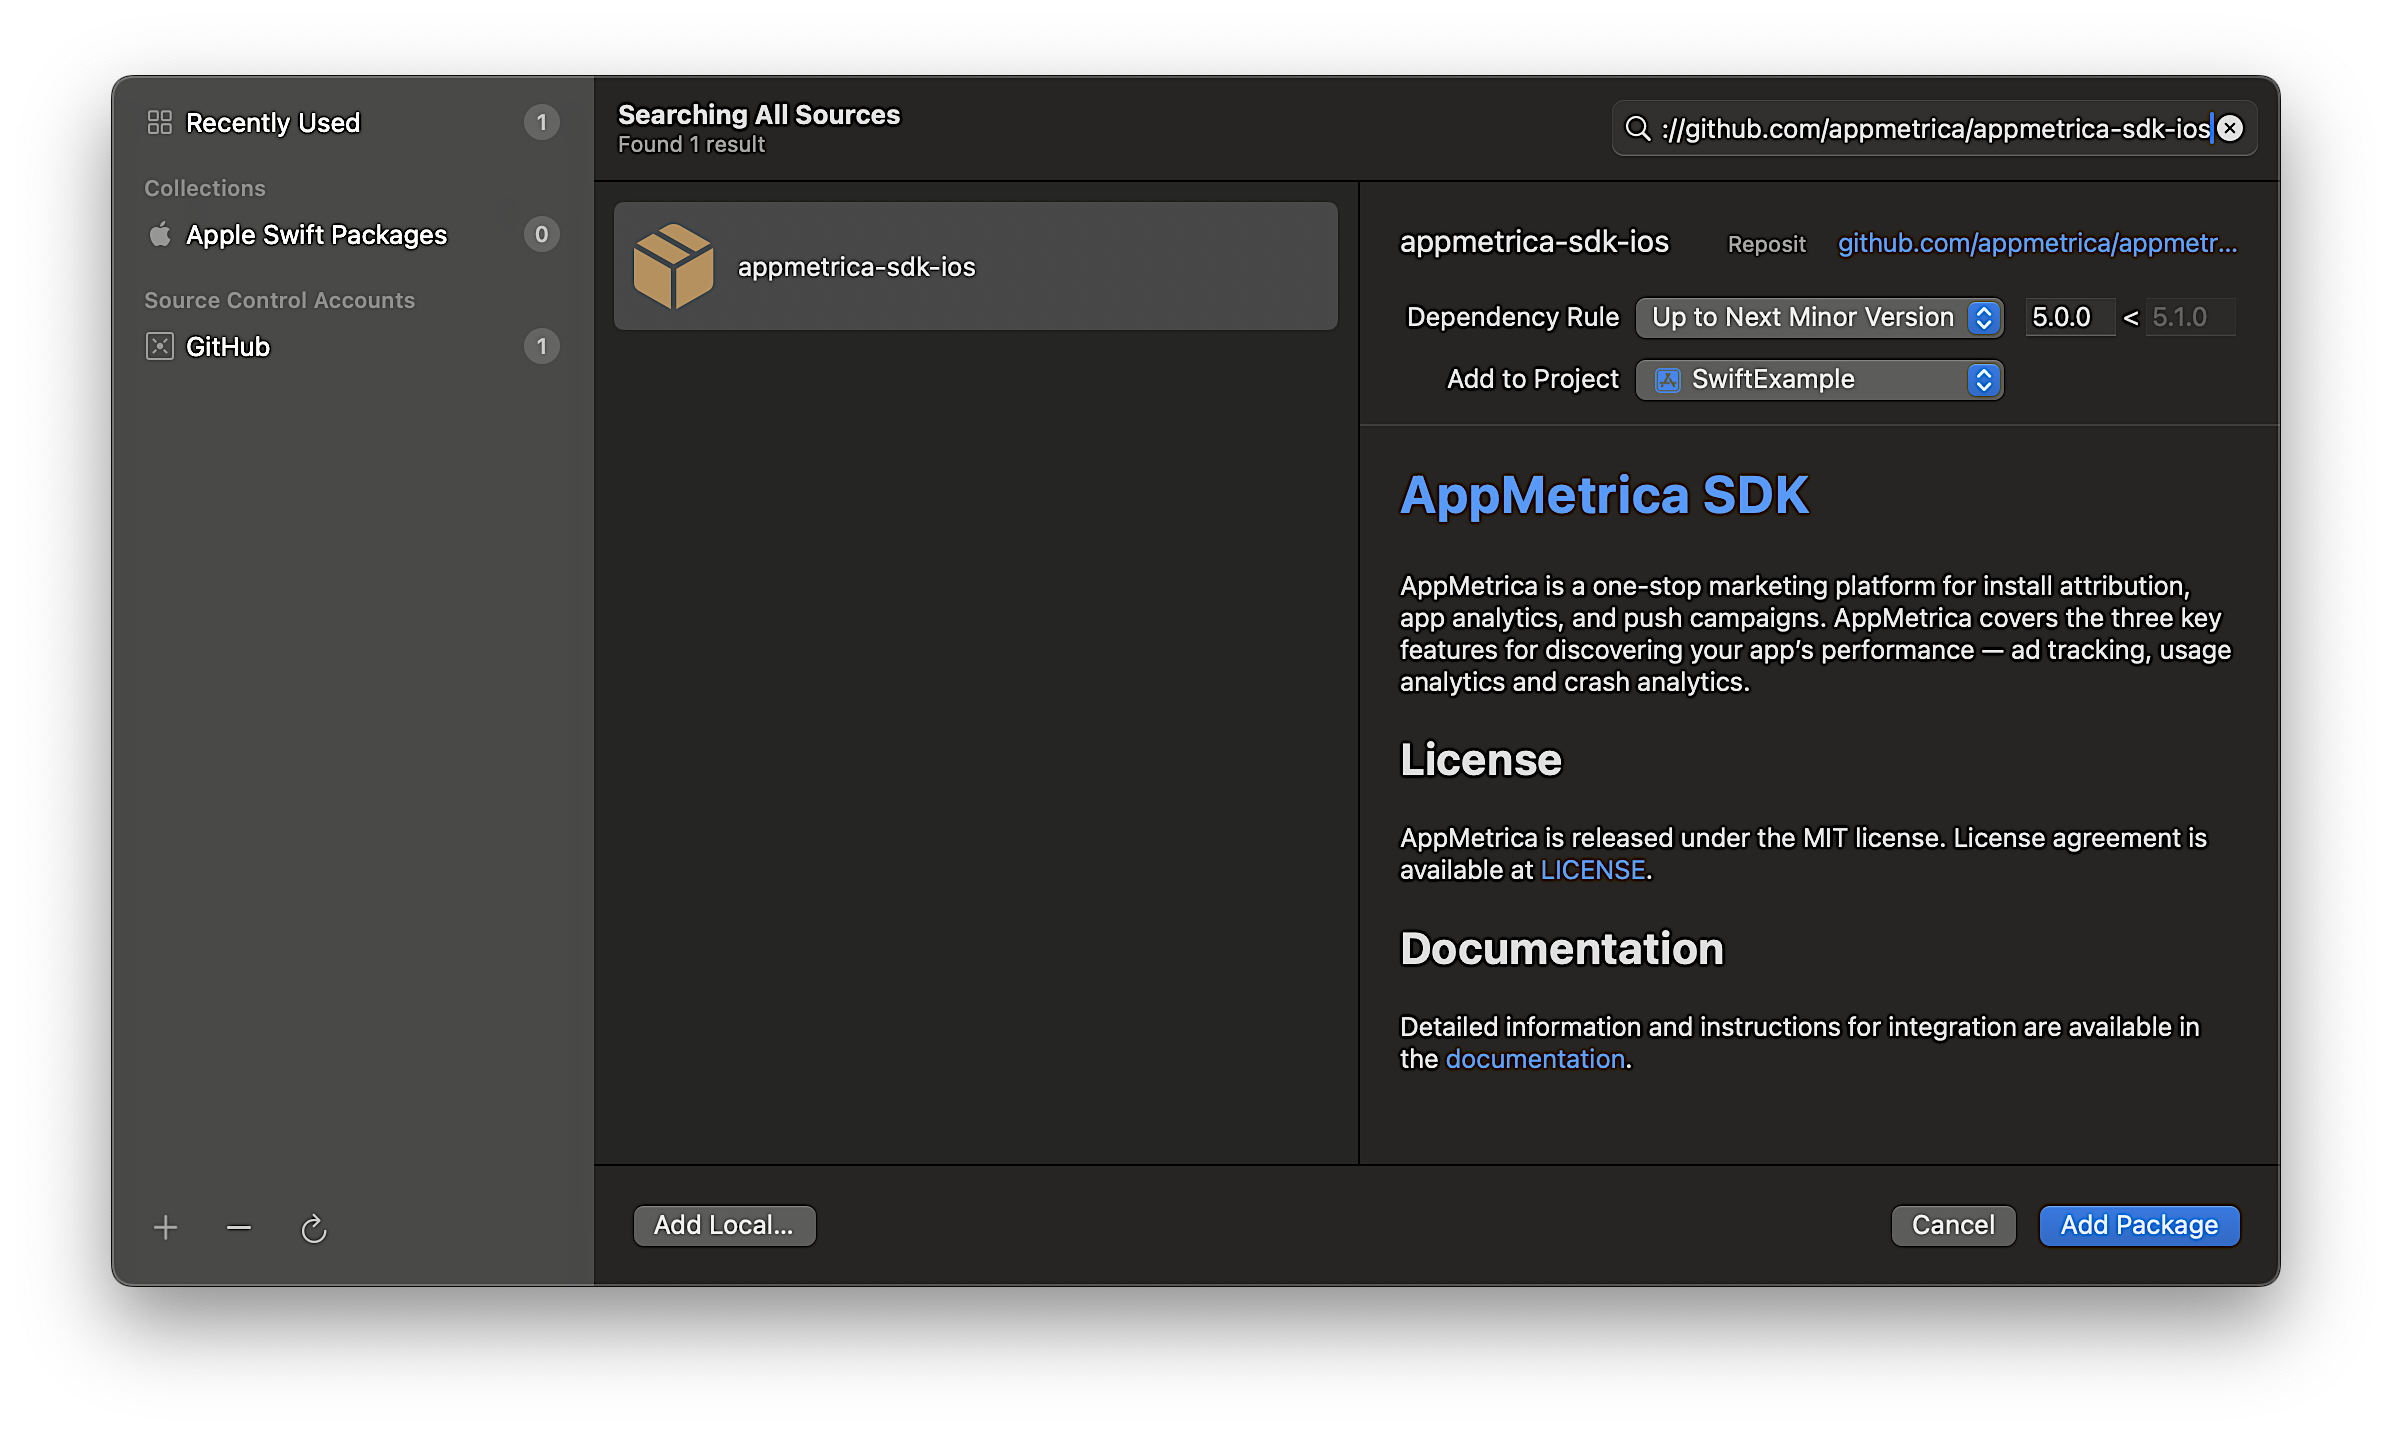 Recently Used 1
Collections
Apple Swift Packages 0
Source Control Accounts
GitHub 1
Searching All Sources
Found 1 result
://github.com/appmetrica/appmetrica-sdk-ios
appmetrica-sdk-ios
appmetrica-sdk-ios Reposit github.com/appmetrica/appmetr...
Dependency Rule Up to Next Minor Version 5.0.0 < 5.1.0
Add to Project SwiftExample
AppMetrica SDK
AppMetrica is a one-stop marketing platform for install attribution,
app analytics, and push campaigns. AppMetrica covers the three key
features for discovering your app’s performance — ad tracking, usage
analytics and crash analytics.
License
AppMetrica is released under the MIT license. License agreement is
available at LICENSE.
Documentation
Detailed information and instructions for integration are available in
the documentation.
Add Local...
Cancel
Add Package